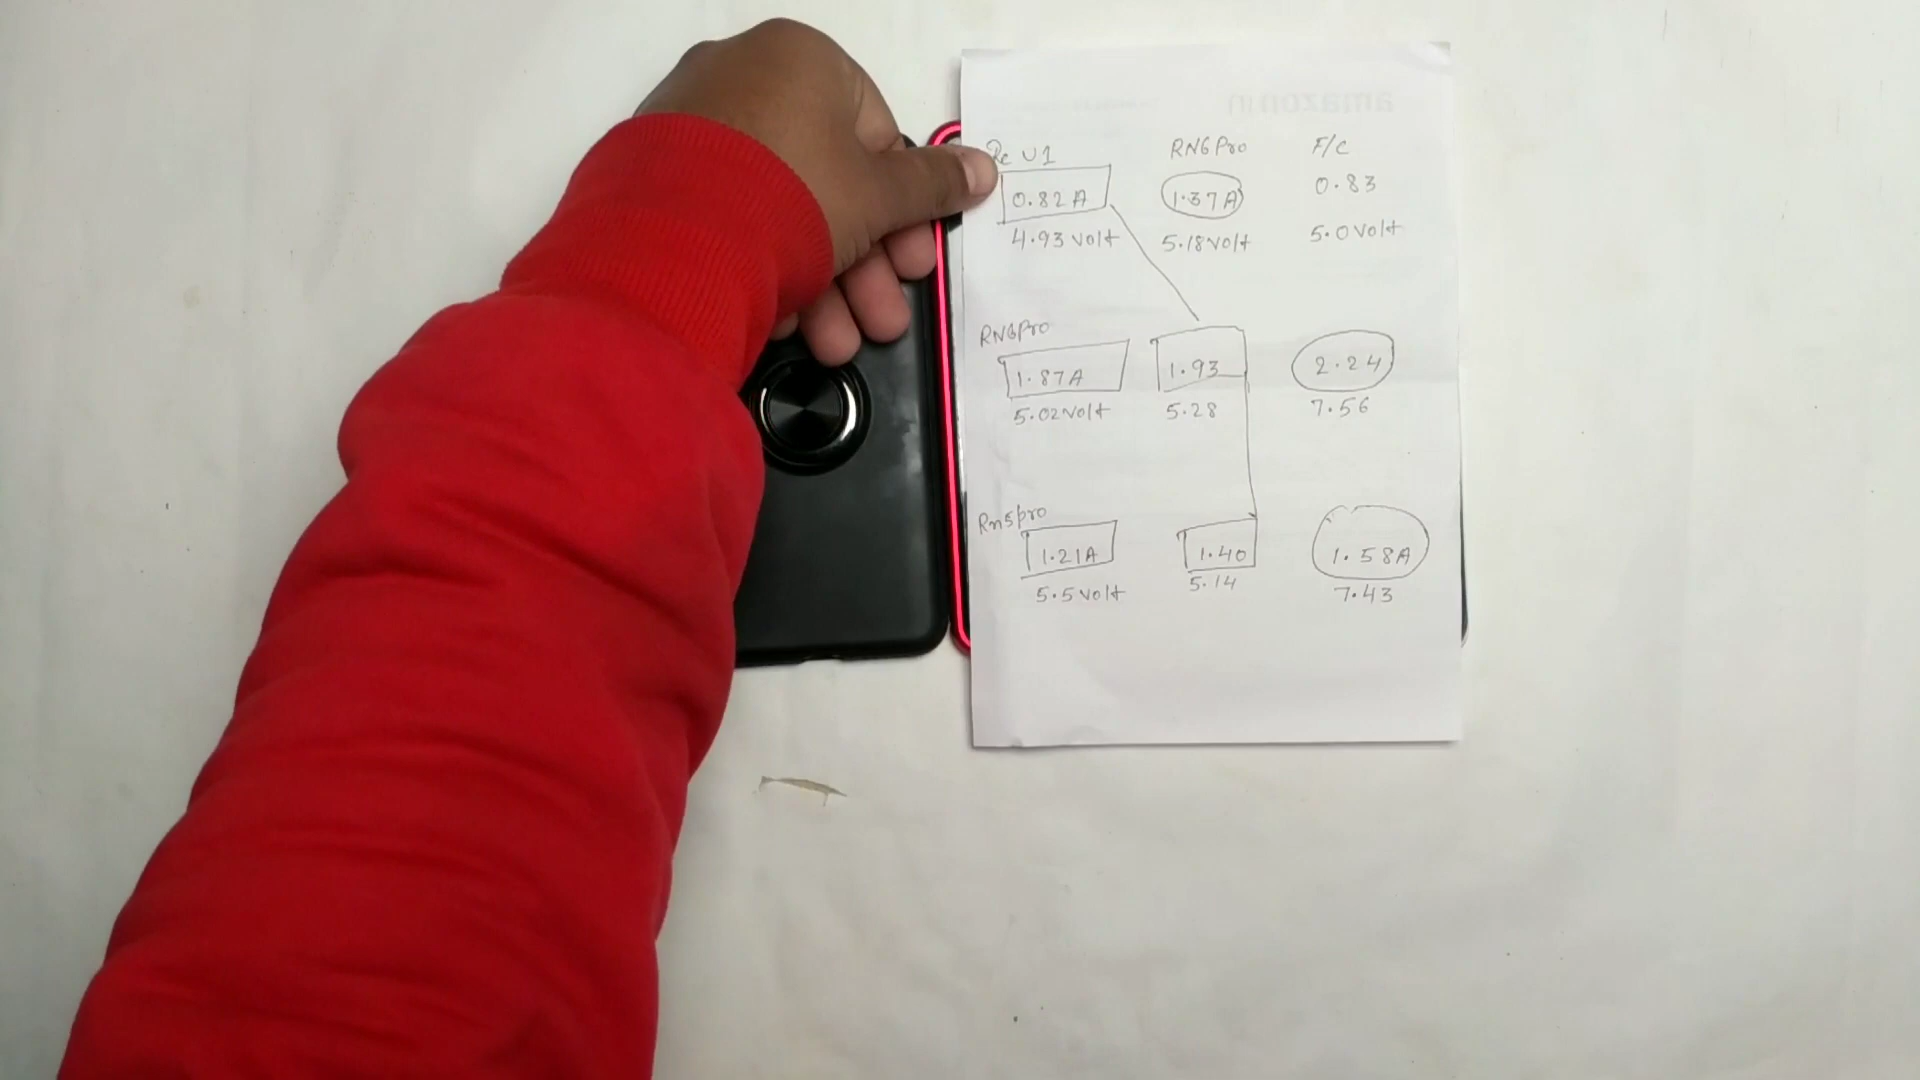 Rc U1 RN6Pro F/C
0.82 A 1.37A 0.83
4.93 volt 5.18 volt 5.0 volt
RN6Pro
1.87A 1.93 2.24
5.02 volt 5.28 7.56
Rn5pro
1.21A 1.40 1.58A
5.5 volt 5.14 7.43